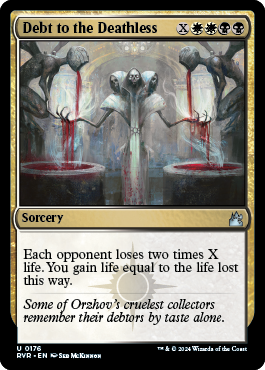 Debt to the Deathless X
Sorcery
Each opponent loses two times X
life. You gain life equal to the life lost
this way.
Some of Orzhov's cruelest collectors
remember their debtors by taste alone.
U 0176
RVR • EN Seb McKinnon
™ & © 2024 Wizards of the Coast